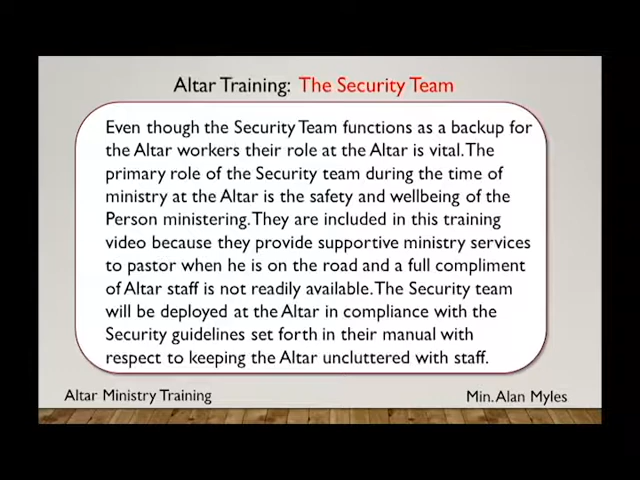 Altar Training: The Security Team
Even though the Security Team functions as a backup for
the Altar workers their role at the Altar is vital. The
primary role of the Security team during the time of
ministry at the Altar is the safety and wellbeing of the
Person ministering. They are included in this training
video because they provide supportive ministry services
to pastor when he is on the road and a full compliment
of Altar staff is not readily available. The Security team
will be deployed at the Altar in compliance with the
Security guidelines set forth in their manual with
respect to keeping the Altar uncluttered with staff.
Altar Ministry Training
Min. Alan Myles